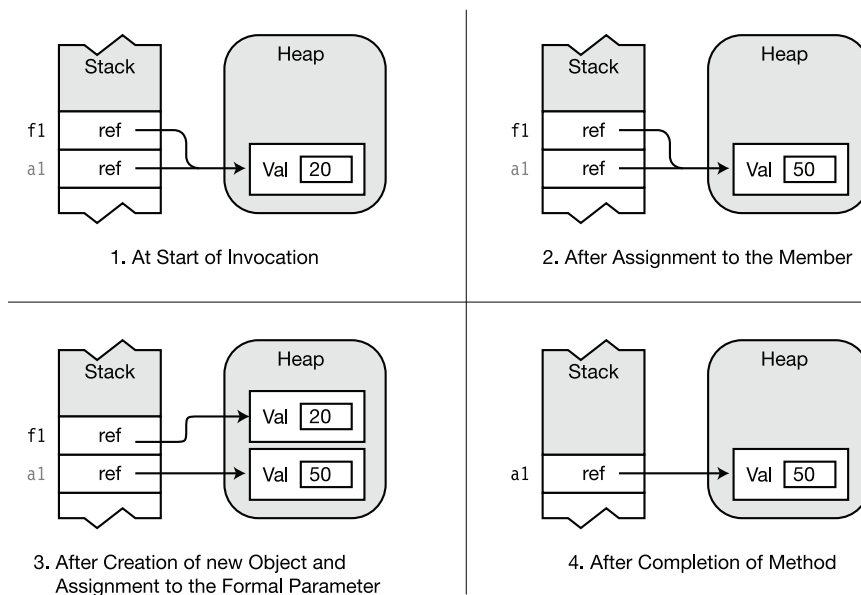 Stack
Heap
f1 ref
a1 ref
Val 20
1. At Start of Invocation
Stack
Heap
f1 ref
a1 ref
Val 50
2. After Assignment to the Member
Stack
Heap
Val 20
f1 ref
a1 ref
Val 50
3. After Creation of new Object and
Assignment to the Formal Parameter
Stack
Heap
a1 ref
Val 50
4. After Completion of Method